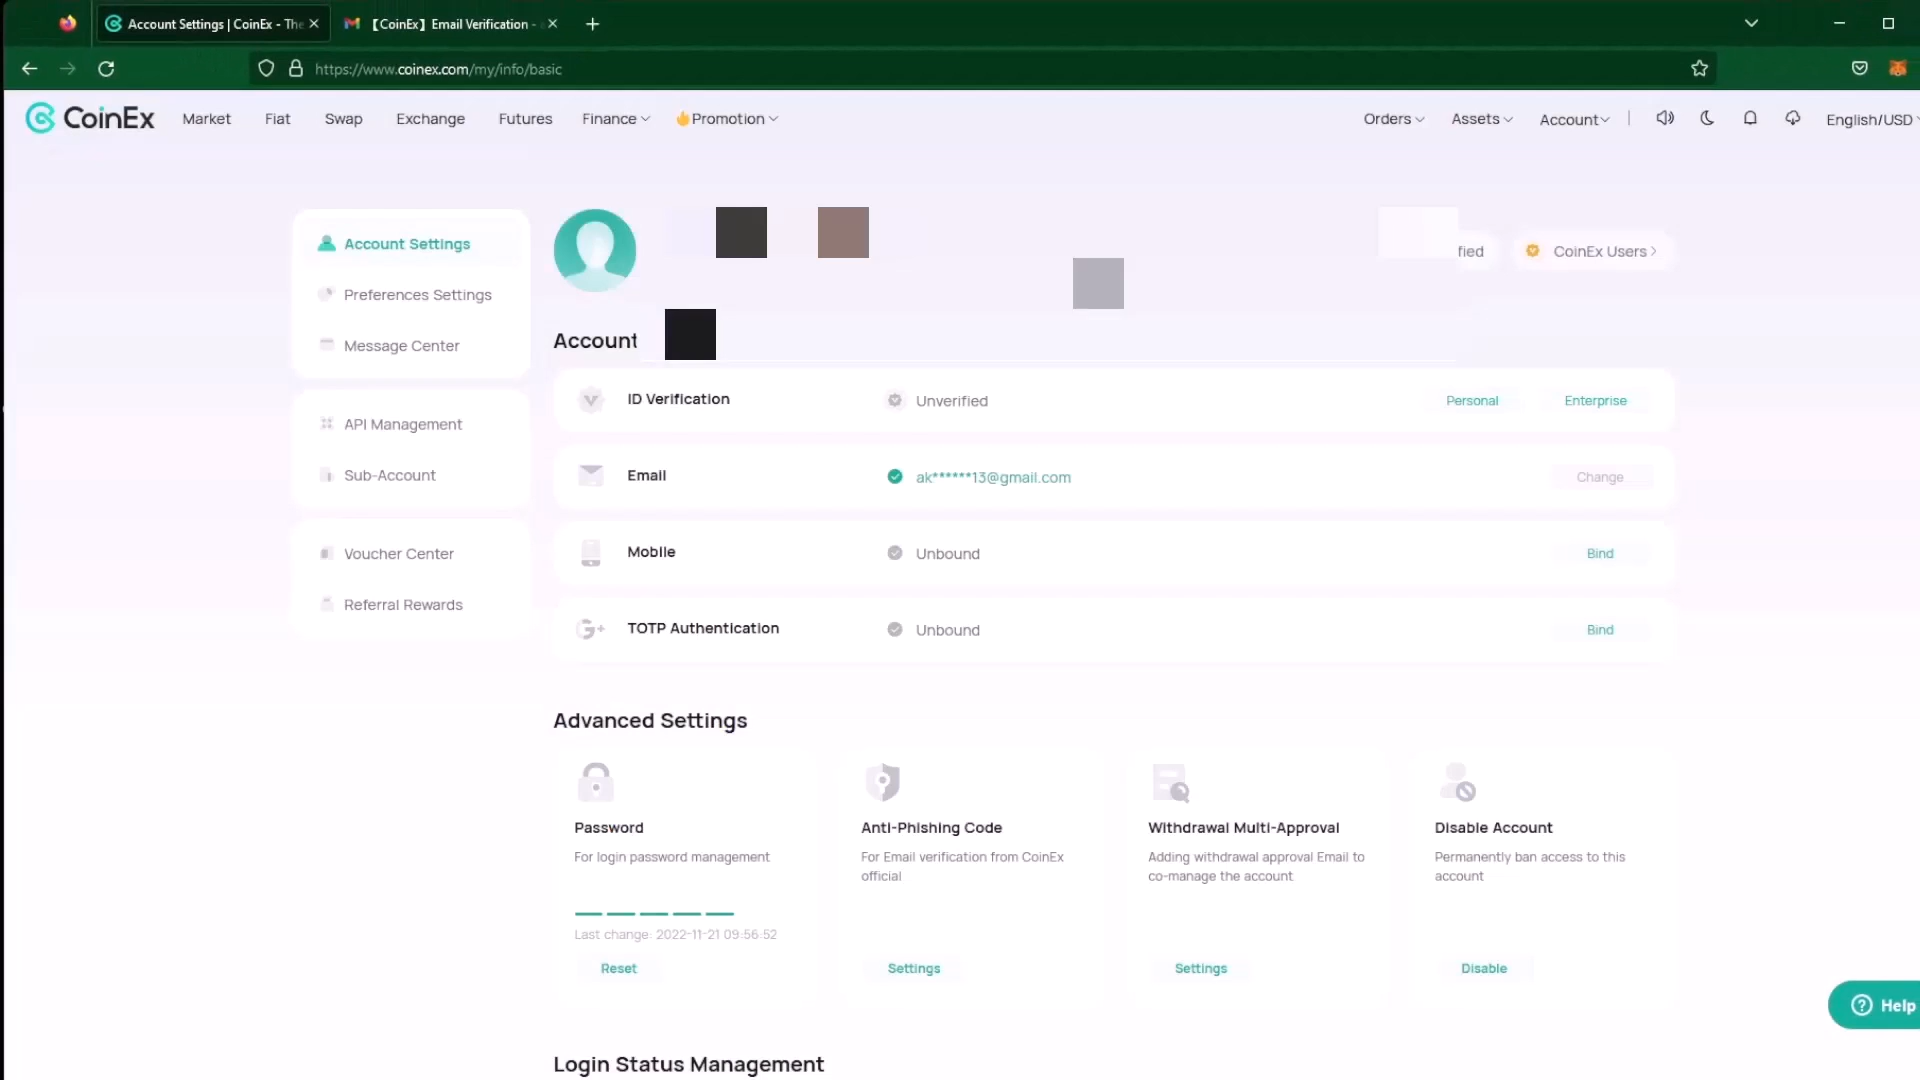 Account Settings | CoinEx - The
【CoinEx】Email Verification -
https://www.coinex.com/my/info/basic
CoinEx
Market
Fiat
Swap
Exchange
Futures
Finance
Promotion
Orders
Assets
Account
English/USD
Account Settings
Preferences Settings
Message Center
API Management
Sub-Account
Voucher Center
Referral Rewards
fied
CoinEx Users
Account
ID Verification
Unverified
Personal
Enterprise
Email
ak******13@gmail.com
Change
Mobile
Unbound
Bind
TOTP Authentication
Unbound
Bind
Advanced Settings
Password
For login password management
Last change: 2022-11-21 09:56:52
Reset
Anti-Phishing Code
For Email verification from CoinEx
official
Settings
Withdrawal Multi-Approval
Adding withdrawal approval Email to
co-manage the account
Settings
Disable Account
Permanently ban access to this
account
Disable
Help
Login Status Management